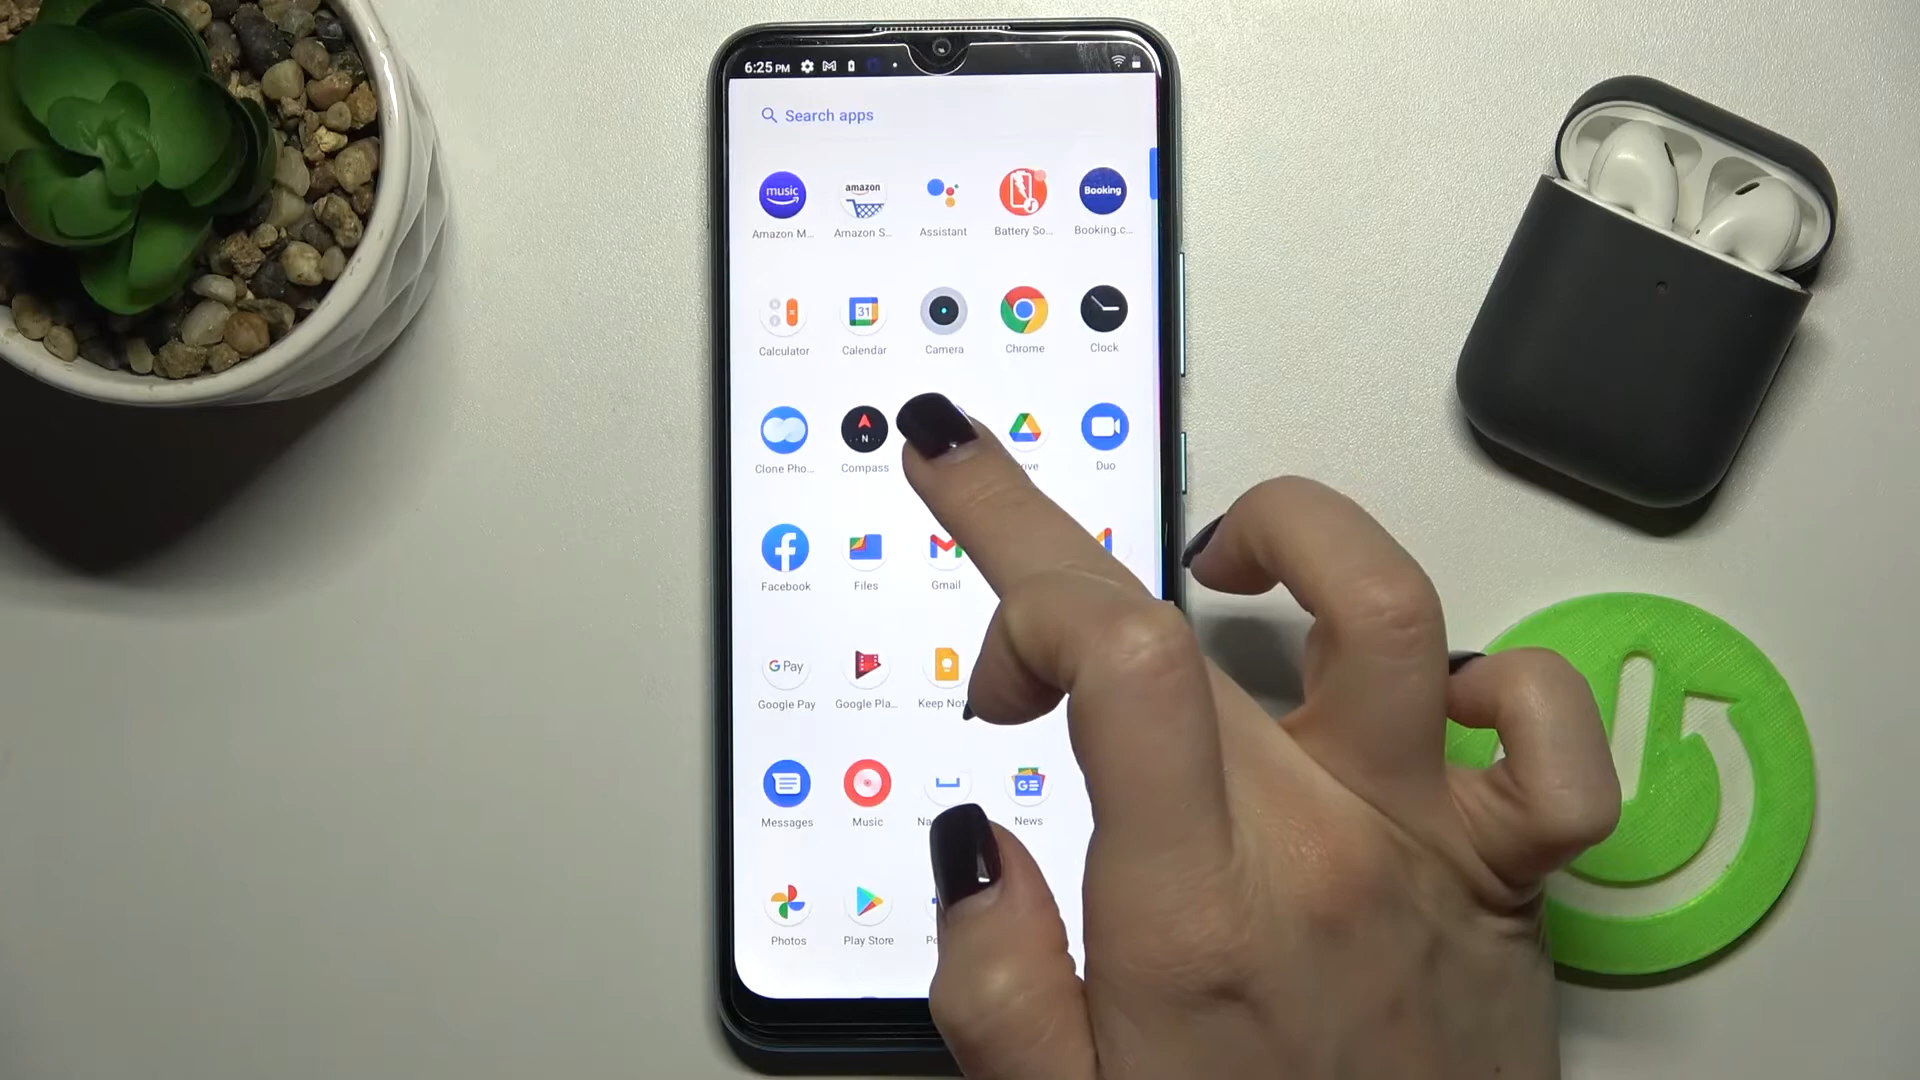 6:25 PM
Search apps
music
amazon
Booking
Amazon M...
Amazon S...
Assistant
Battery So...
Booking.c...
31
Calculator
Calendar
Camera
Chrome
Clock
N
Clone Pho...
Compass
Duo
Facebook
Files
Gmail
G Pay
Google Pay
Google Pla...
Keep
GE
Messages
Music
News
Photos
Play Store